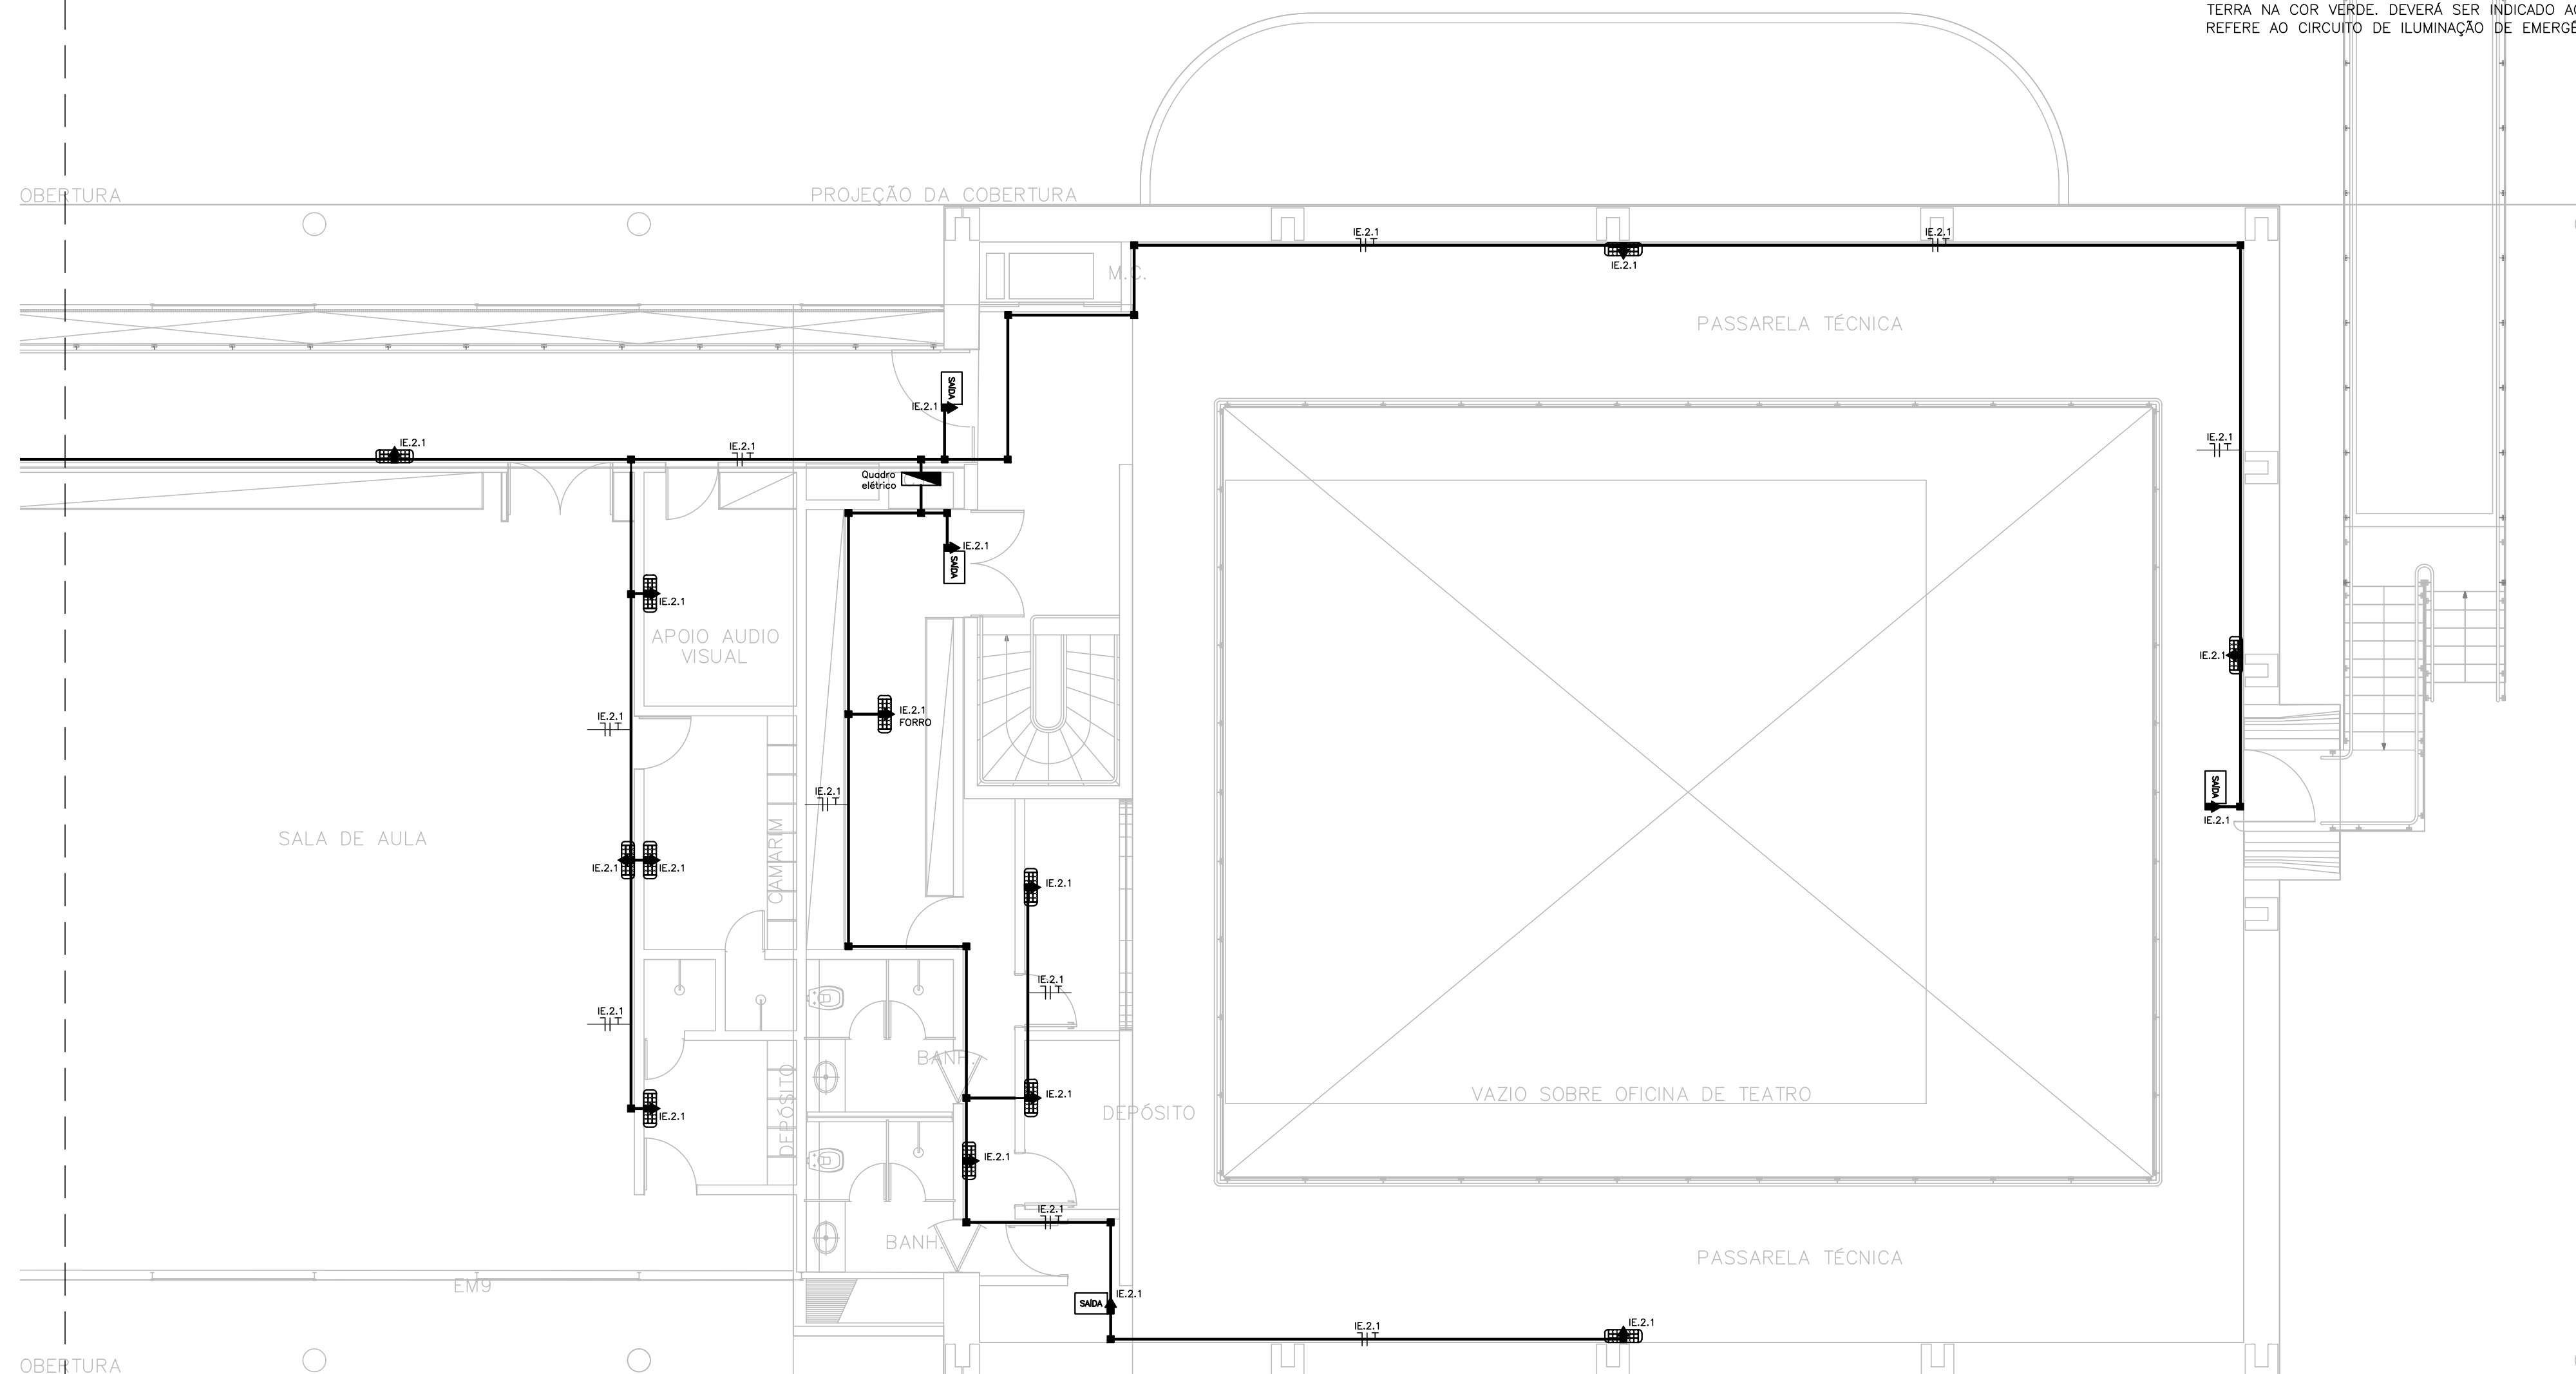 TERRA NA COR VERDE. DEVERÁ SER INDICADO
REFERE AO CIRCUITO DE ILUMINAÇÃO DE
OBERTURA
PROJEÇÃO DA COBERTURA
IE.2.1
IE.2.1
IE.2.1
M.C.
PASSARELA TÉCNICA
SAÍDA
IE.2.1
IE.2.1
IE.2.1
IE.2.1
Quadro
elétrico
IE.2.1
SAÍDA
IE.2.1
APOIO AUDIO
VISUAL
IE.2.1
IE.2.1
FORRO
IE.2.1
IE.2.1
SAÍDA
IE.2.1
SALA DE AULA
CAMARIM
IE.2.1
IE.2.1
IE.2.1
IE.2.1
IE.2.1
BANH.
IE.2.1
VAZIO SOBRE OFICINA DE TEATRO
DEPÓSITO
DEPÓSITO
IE.2.1
IE.2.1
IE.2.1
BANH.
PASSARELA TÉCNICA
EM9
IE.2.1
SAÍDA
IE.2.1
IE.2.1
OBERTURA